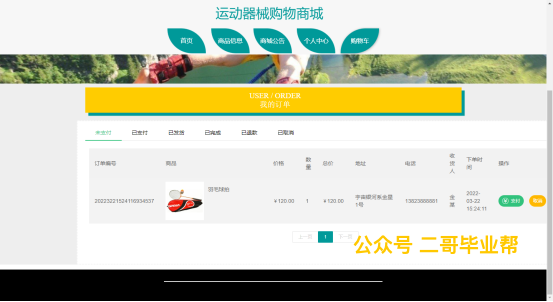 运动器械购物商城
首页 商品信息 商城公告 个人中心 购物车
USER / ORDER
我的订单
未支付 已支付 已发货 已完成 已退款 已取消
订单编号 商品 价格 数量 总价 地址 电话 收货人 下单时间 操作
羽毛球拍
￥120.00 1 ￥120.00 宇宙银河系金星1号 13823888881 2022-03-22 15:24:11 支付 取消
上一页 1 下一页
公众号 二哥毕业帮